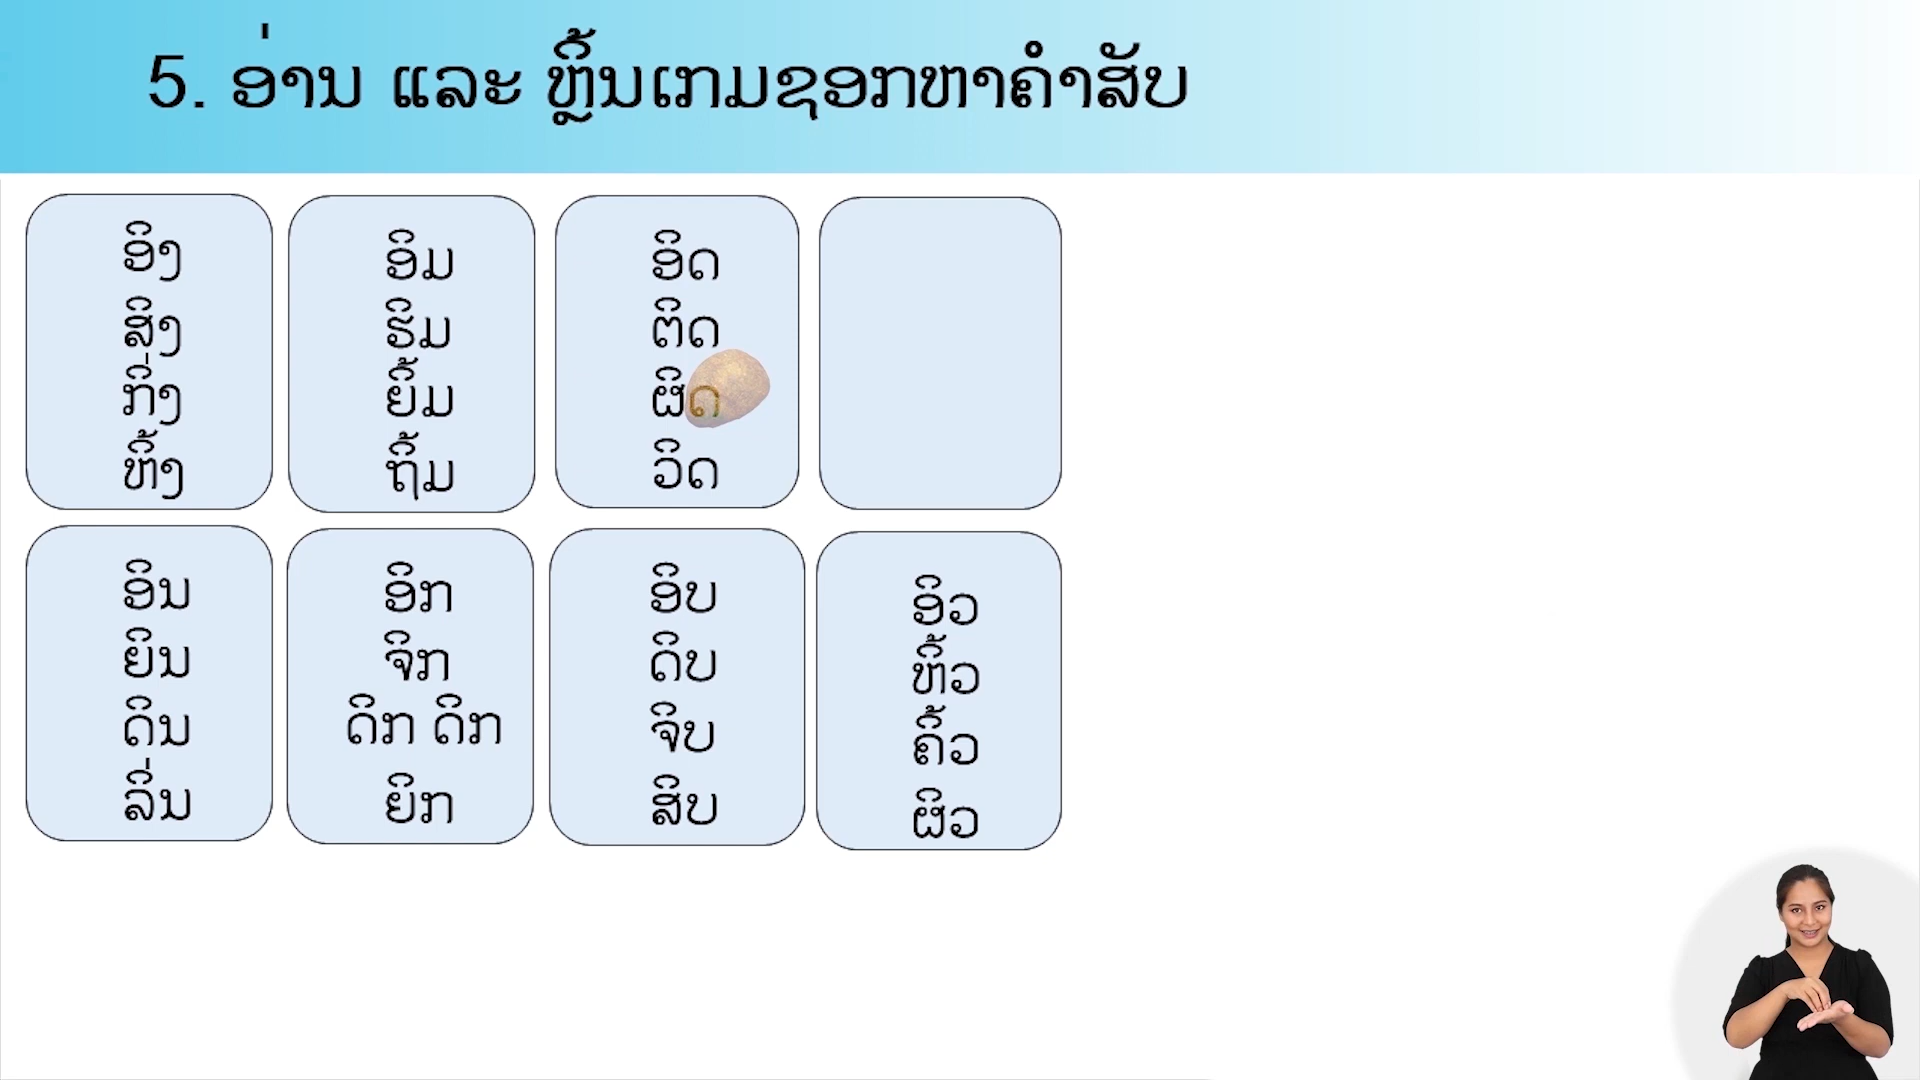 5. ອ່ານ ແລະ ຫຼິ້ນເກມຊອກຫາຄຳສັບ
ອິງ
ສິງ
ກິ່ງ
ຫິ້ງ
ອິມ
ຮິມ
ຍິ້ມ
ຖິ້ມ
ອິດ
ຕິດ
ຜິດ
ວິດ
ອິນ
ຍິນ
ດິນ
ລິ່ນ
ອິກ
ຈິກ
ດິກ ດິກ
ຍິກ
ອິບ
ດິບ
ຈິບ
ສິບ
ອິວ
ຫິ້ວ
ຄິ້ວ
ຜິວ